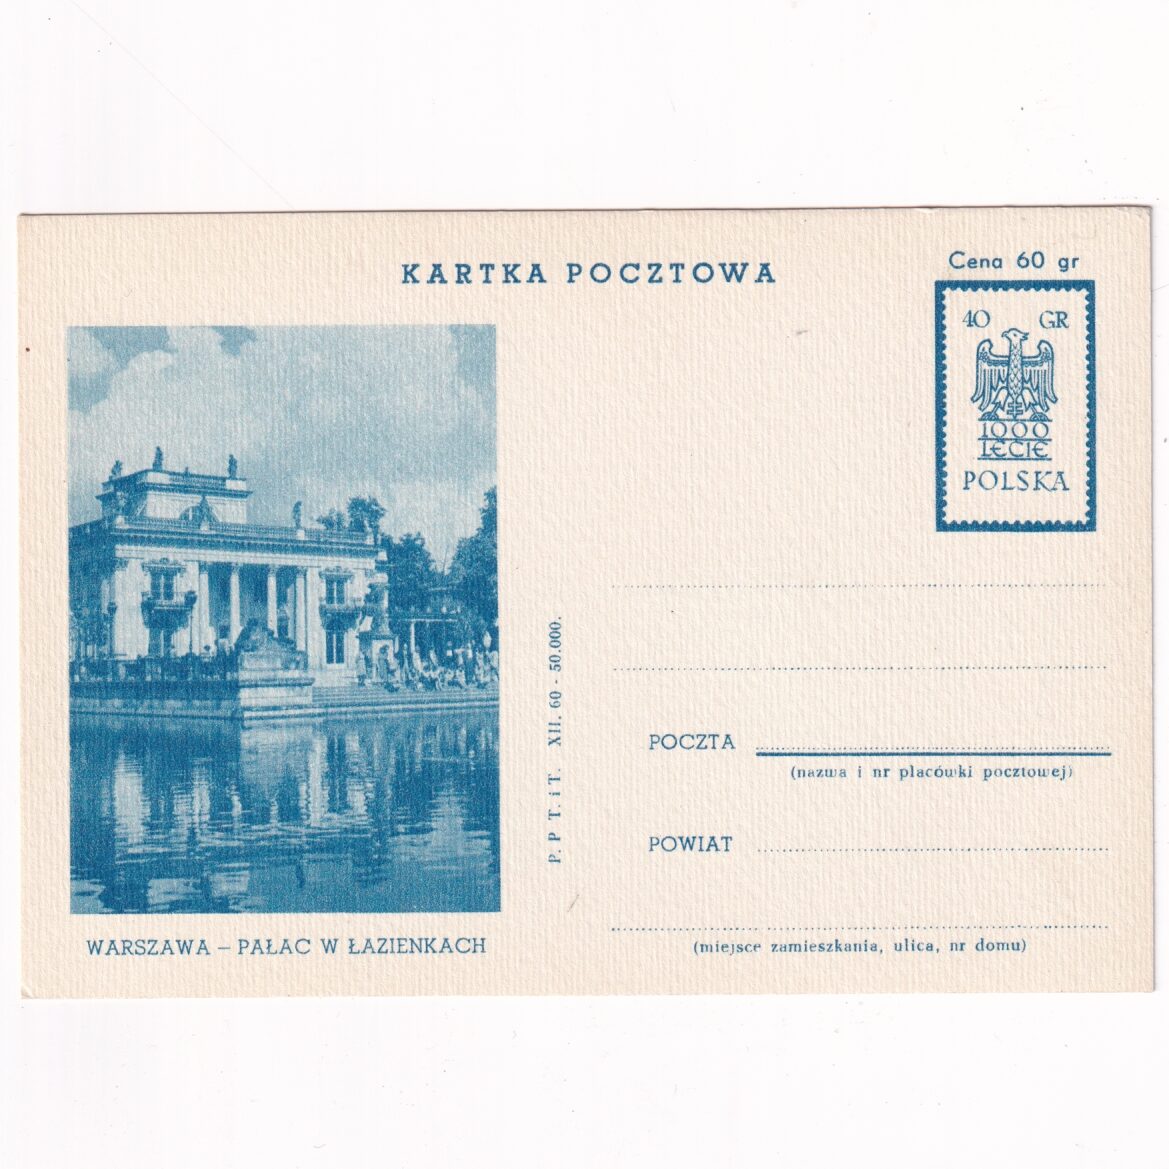 KARTKA POCZTOWA
Cena 60 gr
40 GR
1000
LECIE
POLSKA
P. P T. i T. XII. 60 - 50.000.
POCZTA
(nazwa i nr placówki pocztowej)
POWIAT
(miejsce zamieszkania, ulica, nr domu)
WARSZAWA – PAŁAC W ŁAZIENKACH